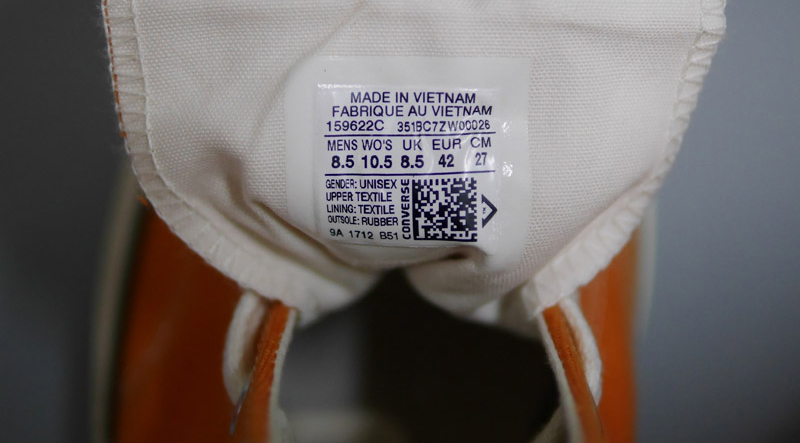 MADE IN VIETNAM
FABRIQUE AU VIETNAM
159622C 351BC7ZW00026
MENS WO'S UK EUR CM
8.5 10.5 8.5 42 27
GENDER: UNISEX
UPPER TEXTILE
LINING: TEXTILE
OUTSOLE: RUBBER
9A 1712 B51
CONVERSE